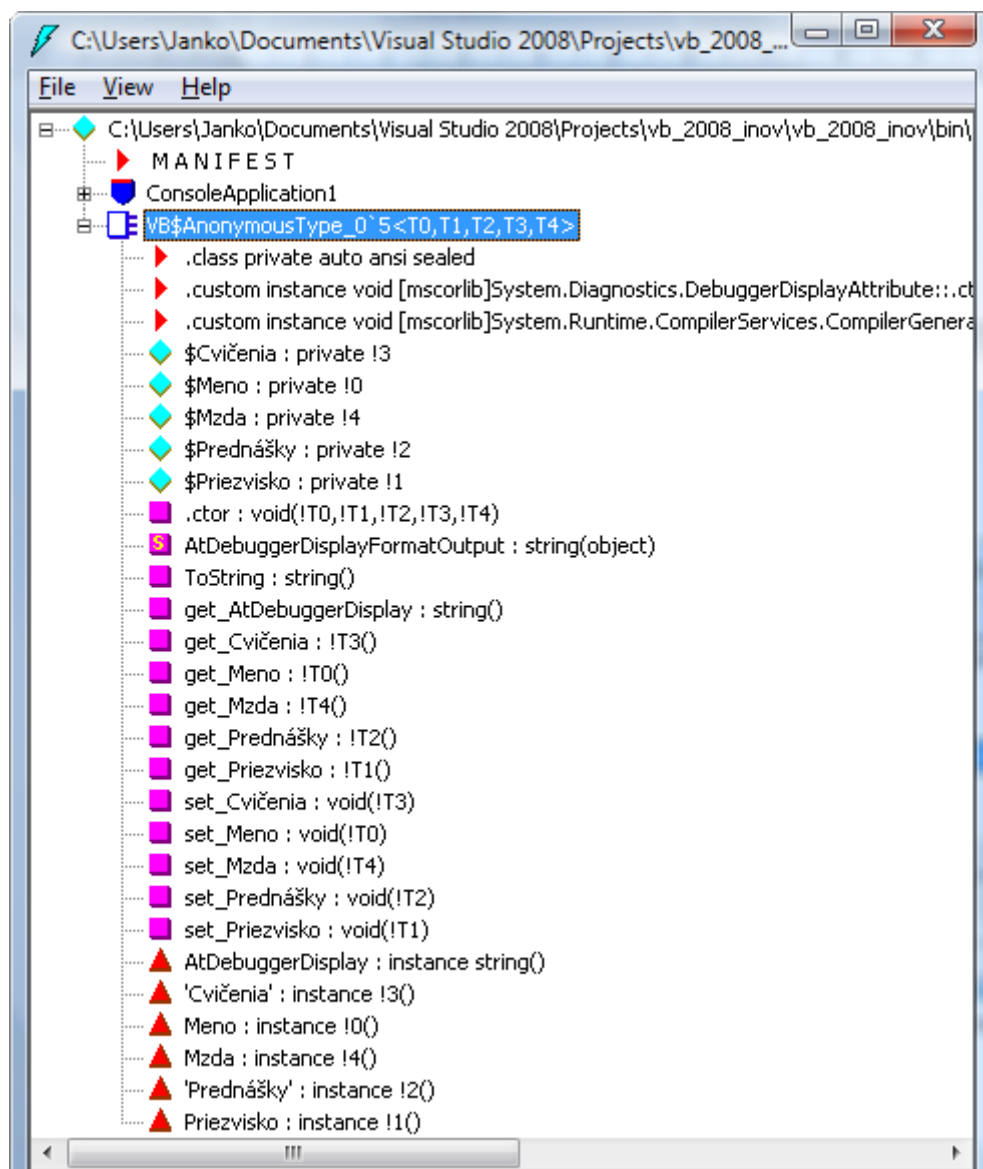 C:\Users\Janko\Documents\Visual Studio 2008\Projects\vb_2008_...
File View Help
C:\Users\Janko\Documents\Visual Studio 2008\Projects\vb_2008_inov\vb_2008_inov\bin\
M A N I F E S T
ConsoleApplication1
VB$AnonymousType_0`5<T0,T1,T2,T3,T4>
.class private auto ansi sealed
.custom instance void [mscorlib]System.Diagnostics.DebuggerDisplayAttribute::.ct
.custom instance void [mscorlib]System.Runtime.CompilerServices.CompilerGenera
$Cvičenia : private !3
$Meno : private !0
$Mzda : private !4
$Prednášky : private !2
$Priezvisko : private !1
.ctor : void(!T0,!T1,!T2,!T3,!T4)
S AtDebuggerDisplayFormatOutput : string(object)
ToString : string()
get_AtDebuggerDisplay : string()
get_Cvičenia : !T3()
get_Meno : !T0()
get_Mzda : !T4()
get_Prednášky : !T2()
get_Priezvisko : !T1()
set_Cvičenia : void(!T3)
set_Meno : void(!T0)
set_Mzda : void(!T4)
set_Prednášky : void(!T2)
set_Priezvisko : void(!T1)
AtDebuggerDisplay : instance string()
'Cvičenia' : instance !3()
Meno : instance !0()
Mzda : instance !4()
'Prednášky' : instance !2()
Priezvisko : instance !1()